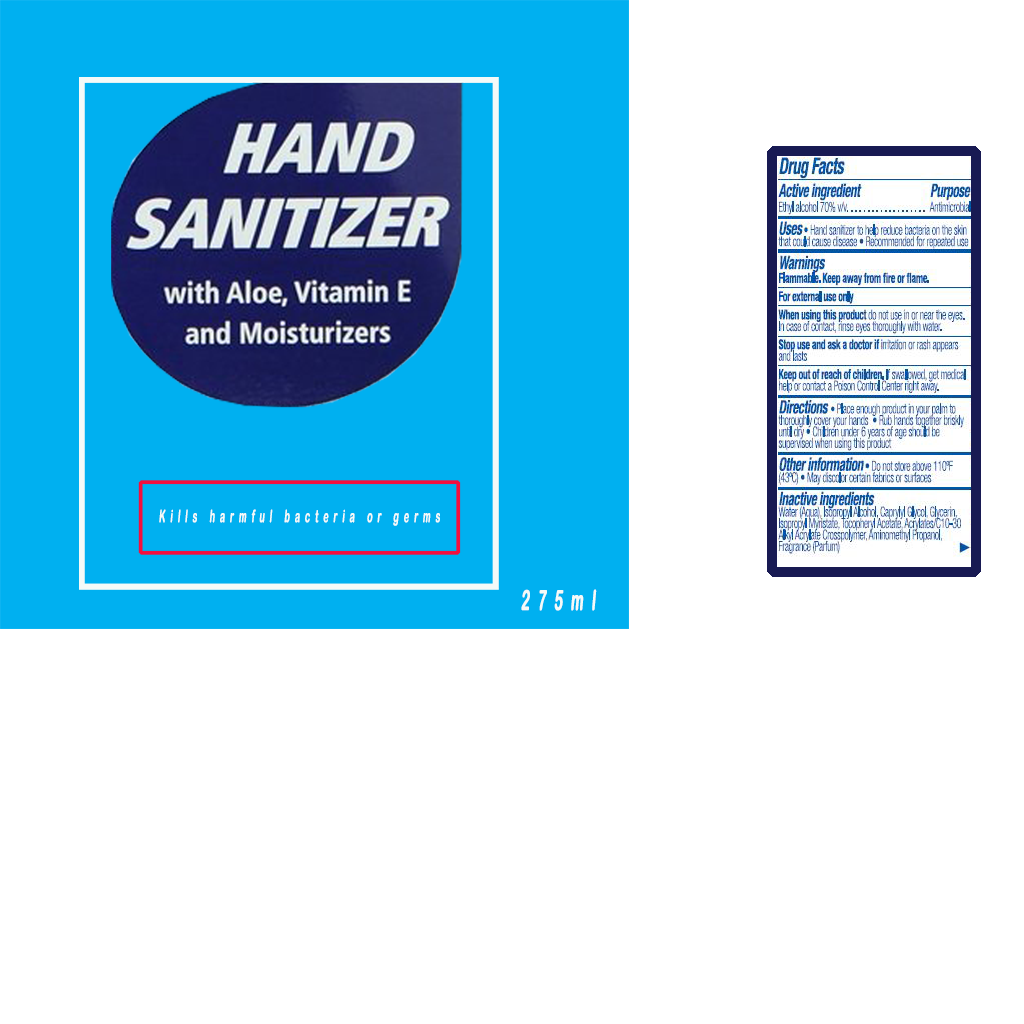 HAND
SANITIZER
with Aloe, Vitamin E
and Moisturizers
Kills harmful bacteria or germs
275ml
Drug Facts
Active ingredient Purpose
Ethyl alcohol 70% v/v................... Antimicrobial
Uses • Hand sanitizer to help reduce bacteria on the skin
that could cause disease • Recommended for repeated use
Warnings
Flammable. Keep away from fire or flame.
For external use only
When using this product do not use in or near the eyes.
In case of contact, rinse eyes thoroughly with water.
Stop use and ask a doctor if irritation or rash appears
and lasts
Keep out of reach of children. If swallowed, get medical
help or contact a Poison Control Center right away.
Directions • Place enough product in your palm to
thoroughly cover your hands • Rub hands together briskly
until dry • Children under 6 years of age should be
supervised when using this product
Other information • Do not store above 110°F
(43°C) • May discolor certain fabrics or surfaces
Inactive ingredients
Water (Aqua), Isopropyl Alcohol, Caprylyl Glycol, Glycerin,
Isopropyl Myristate, Tocopheryl Acetate, Acrylates/C10-30
Alkyl Acrylate Crosspolymer, Aminomethyl Propanol,
Fragrance (Parfum)